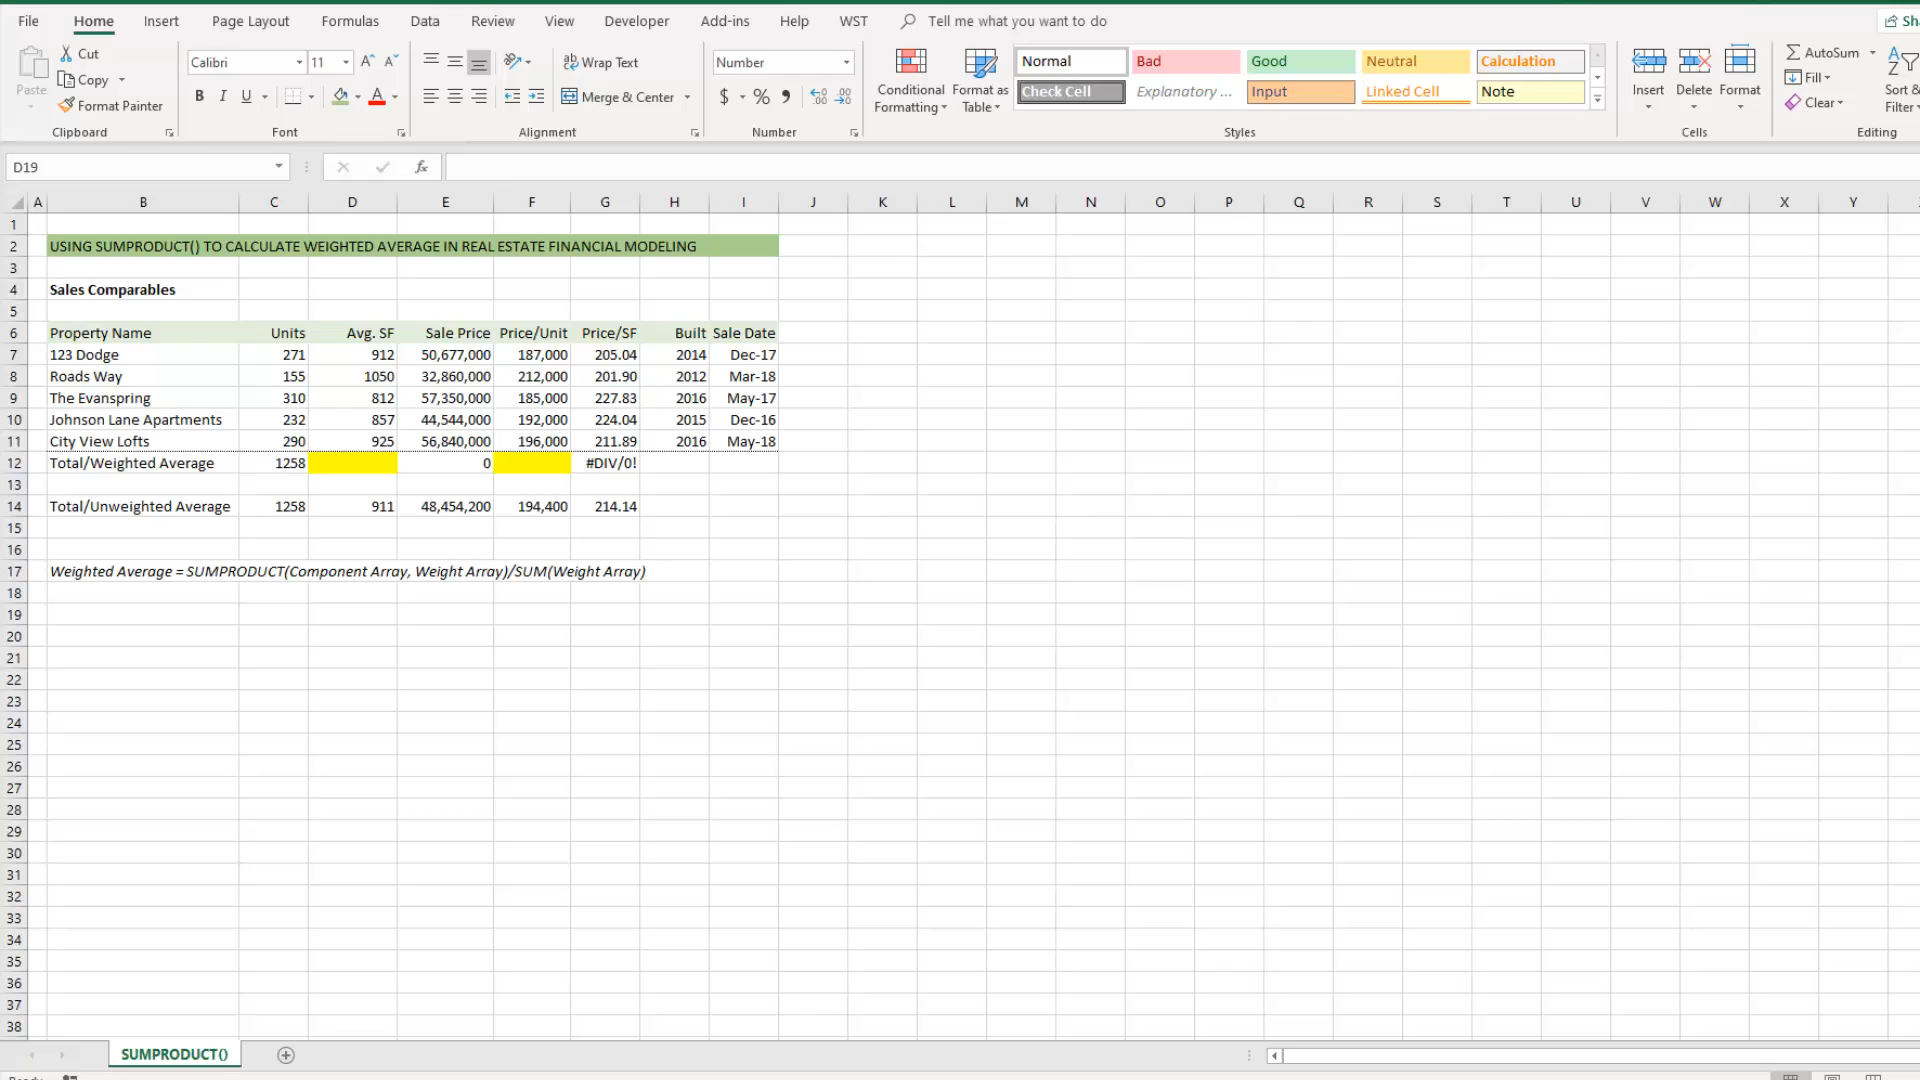 File Home Insert Page Layout Formulas Data Review View Developer Add-ins Help WST Tell me what you want to do
Paste Cut Copy Format Painter Clipboard
Calibri 11 B I U Font
Wrap Text Merge & Center Alignment
Number $ % , Number
Conditional Formatting Format as Table
Normal Bad Good Neutral Calculation
Check Cell Explanatory ... Input Linked Cell Note
Styles
Insert Delete Format Cells
AutoSum Fill Clear Sort & Filter Editing
D19 fx
A B C D E F G H I J K L M N O P Q R S T U V W X Y
1
2 USING SUMPRODUCT() TO CALCULATE WEIGHTED AVERAGE IN REAL ESTATE FINANCIAL MODELING
3
4 Sales Comparables
5
6 Property Name Units Avg. SF Sale Price Price/Unit Price/SF Built Sale Date
7 123 Dodge 271 912 50,677,000 187,000 205.04 2014 Dec-17
8 Roads Way 155 1050 32,860,000 212,000 201.90 2012 Mar-18
9 The Evanspring 310 812 57,350,000 185,000 227.83 2016 May-17
10 Johnson Lane Apartments 232 857 44,544,000 192,000 224.04 2015 Dec-16
11 City View Lofts 290 925 56,840,000 196,000 211.89 2016 May-18
12 Total/Weighted Average 1258 0 #DIV/0!
13
14 Total/Unweighted Average 1258 911 48,454,200 194,400 214.14
15
16
17 Weighted Average = SUMPRODUCT(Component Array, Weight Array)/SUM(Weight Array)
18
19
20
21
22
23
24
25
26
27
28
29
30
31
32
33
34
35
36
37
38
SUMPRODUCT()